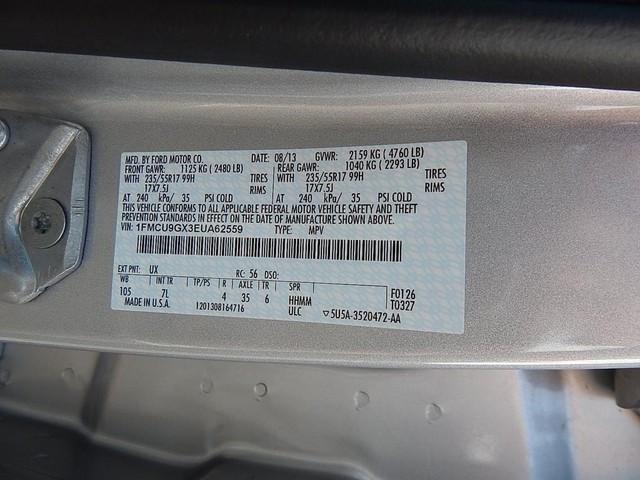 MFD. BY FORD MOTOR CO. DATE: 08/13 GVWR: 2159 KG ( 4760 LB)
FRONT GAWR: 1125 KG ( 2480 LB) REAR GAWR: 1040 KG ( 2293 LB)
WITH 235/55R17 99H TIRES WITH 235/55R17 99H TIRES
17X7.5J RIMS 17X7.5J RIMS
AT 240 kPa/ 35 PSI COLD AT 240 kPa/ 35 PSI COLD
THIS VEHICLE CONFORMS TO ALL APPLICABLE FEDERAL MOTOR VEHICLE SAFETY AND THEFT
PREVENTION STANDARDS IN EFFECT ON THE DATE OF MANUFACTURE SHOWN ABOVE.
VIN: 1FMCU9GX3EUA62559 TYPE: MPV
EXT PNT: UX RC: 56 DSO:
WB INT TR TP/PS R AXLE TR SPR
105 7L 4 35 6 HHMM F0126
MADE IN U.S.A. 1201308164716 ULC T0327
▽5U5A-3520472-AA